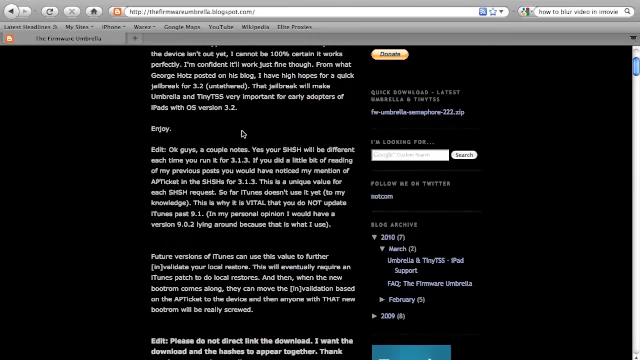 http://thefirmwareumbrella.blogspot.com/
how to blur video in imovie
Latest Headlines
My Sites
iPhone
News
Google Maps
YouTube
Wikipedia
Elite Proxies
The Firmware Umbrella
the device isn't out yet, I cannot be 100% certain it works
perfectly. I'm confident it'll work just fine though. From what
George Hotz posted on his blog, I have high hopes for a quick
jailbreak for 3.2 (untethered). That jailbreak will make
Umbrella and TinyTSS very important for early adopters of
iPads with OS version 3.2.
Enjoy.
Edit: Ok guys, a couple notes. Yes your SHSH will be different
each time you run it for 3.1.3. If you did a little bit of reading
of my previous posts you would have noticed my mention of
APTicket in the SHSHs for 3.1.3. This is a unique value for
each SHSH request. So far iTunes doesn't use it yet (to my
knowledge). This is why it is VITAL that you do NOT update
iTunes past 9.1. (In my personal opinion I would have a
version 9.0.2 lying around because that is what I use).
Future versions of iTunes can use this value to further
[in]validate your local restore. This will eventually require an
iTunes patch to do local restores. And then, when the new
bootrom comes along, they can move the [in]validation based
on the APTicket to the device and then anyone with THAT new
bootrom will be really screwed.
Edit: Please do not direct link the download. I want the
download and the hashes to appear together. Thank
Donate
QUICK DOWNLOAD - LATEST
UMBRELLA & TINYTSS
fw-umbrella-semaphore-222.zip
I'M LOOKING FOR...
Google Custom Search
Search
FOLLOW ME ON TWITTER
notcom
BLOG ARCHIVE
▼ 2010 (7)
▼ March (2)
Umbrella & TinyTSS - iPad
Support
FAQ: The Firmware Umbrella
► February (5)
► 2009 (8)